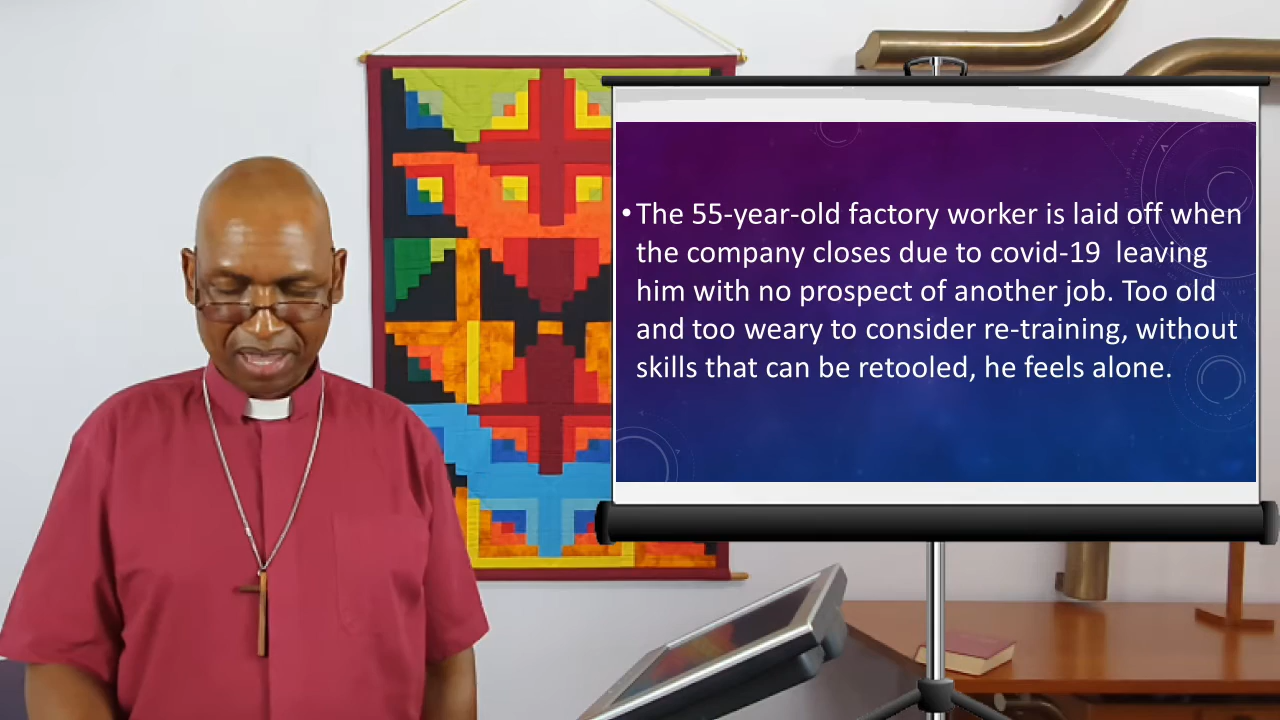 •The 55-year-old factory worker is laid off when
the company closes due to covid-19  leaving
him with no prospect of another job. Too old
and too weary to consider re-training, without
skills that can be retooled, he feels alone.